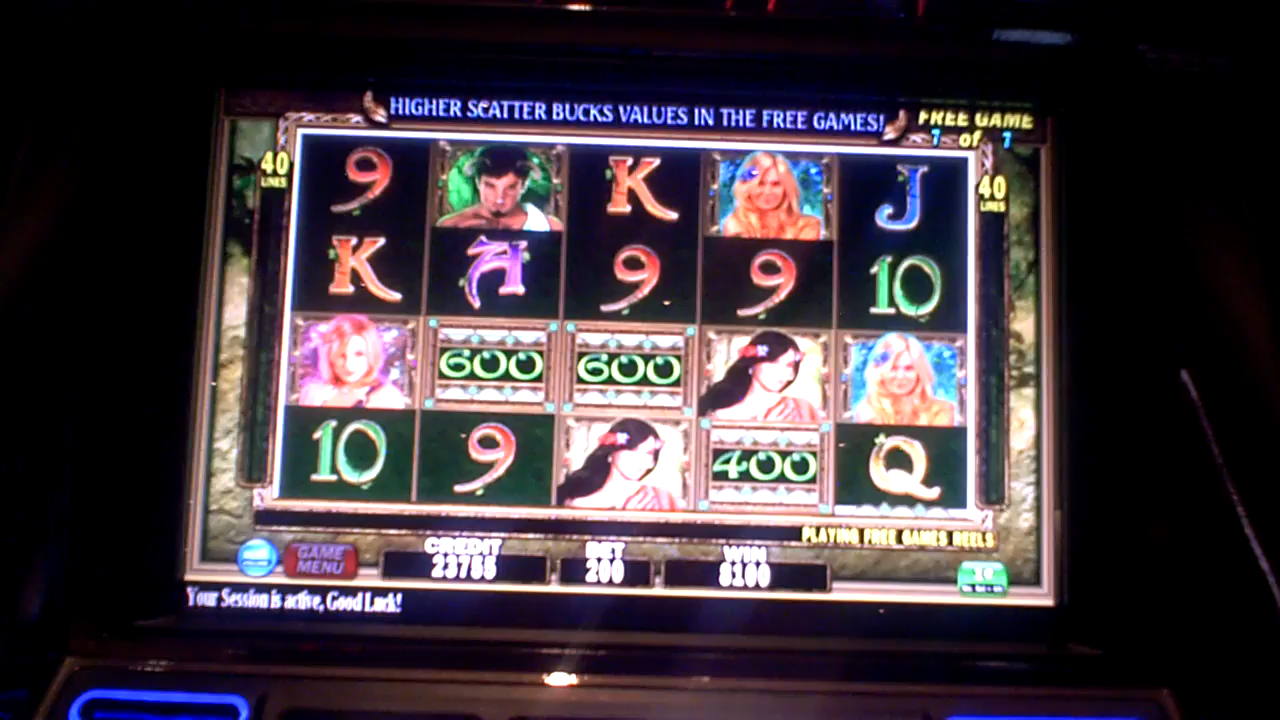 HIGHER SCATTER BUCKS VALUES IN THE FREE GAMES!
FREE GAME
7 of 7
40
LINES
40
LINES
9 K J
K A 9 9 10
600 600
10 9 400 Q
PLAYING FREE GAMES REELS
GAME
MENU
CREDIT
BET
200
WIN
8100
Your Session is active, Good Luck!